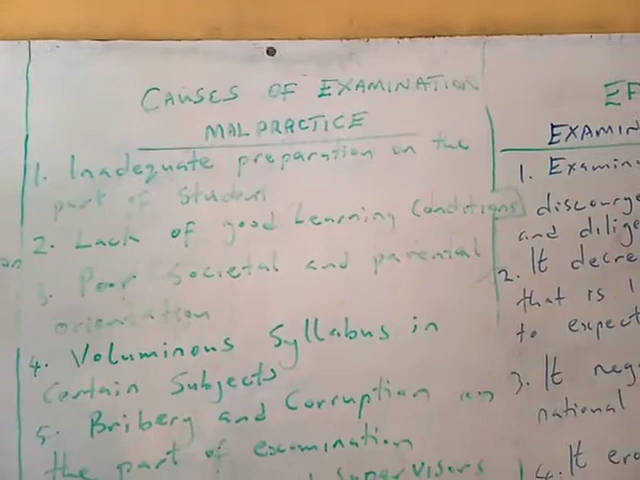 CAUSES OF EXAMINATION
MALPRACTICE
1. Inadequate preparation on the
part of Student
2. Lack of good Learning Conditions
3. Poor Societal and parental
orientation
4. Voluminous Syllabus in
Certain Subjects
5. Bribery and Corruption on
the part of examination
Supervisors
EF
EXAMIN
1. Examin
discourge
and dilige
2. It decre
that is
to expect
3. It neg
national
4. It ero